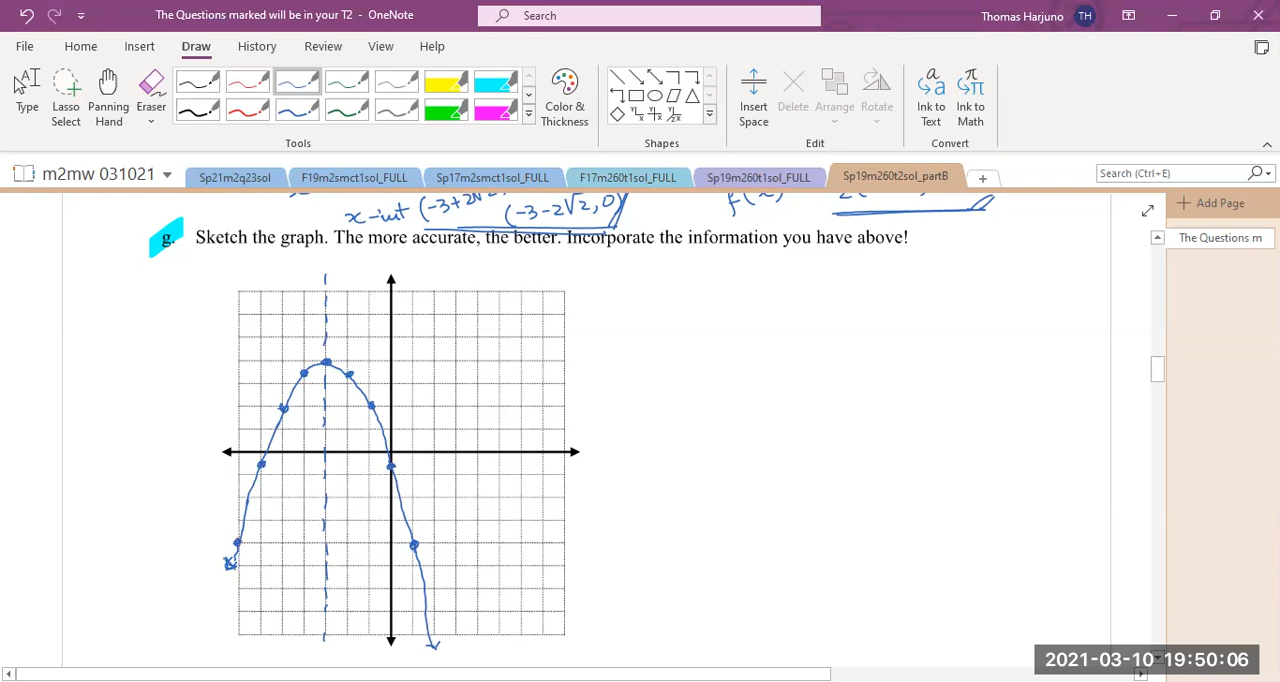 The Questions marked will be in your T2 - OneNote
Search
Thomas Harjuno TH
File Home Insert Draw History Review View Help
Type
Lasso Select
Panning Hand
Eraser
Color & Thickness
Insert Space
Delete
Arrange
Rotate
Ink to Text
Ink to Math
Tools
Shapes
Edit
Convert
m2mw 031021
Sp21m2q23sol
F19m2smct1sol_FULL
Sp17m2smct1sol_FULL
F17m260t1sol_FULL
Sp19m260t1sol_FULL
Sp19m260t2sol_partB
Search (Ctrl+E)
Add Page
The Questions m
x-int (-3+2√2,
(-3-2√2,0)
g. Sketch the graph. The more accurate, the better. Incorporate the information you have above!
2021-03-10 19:50:06